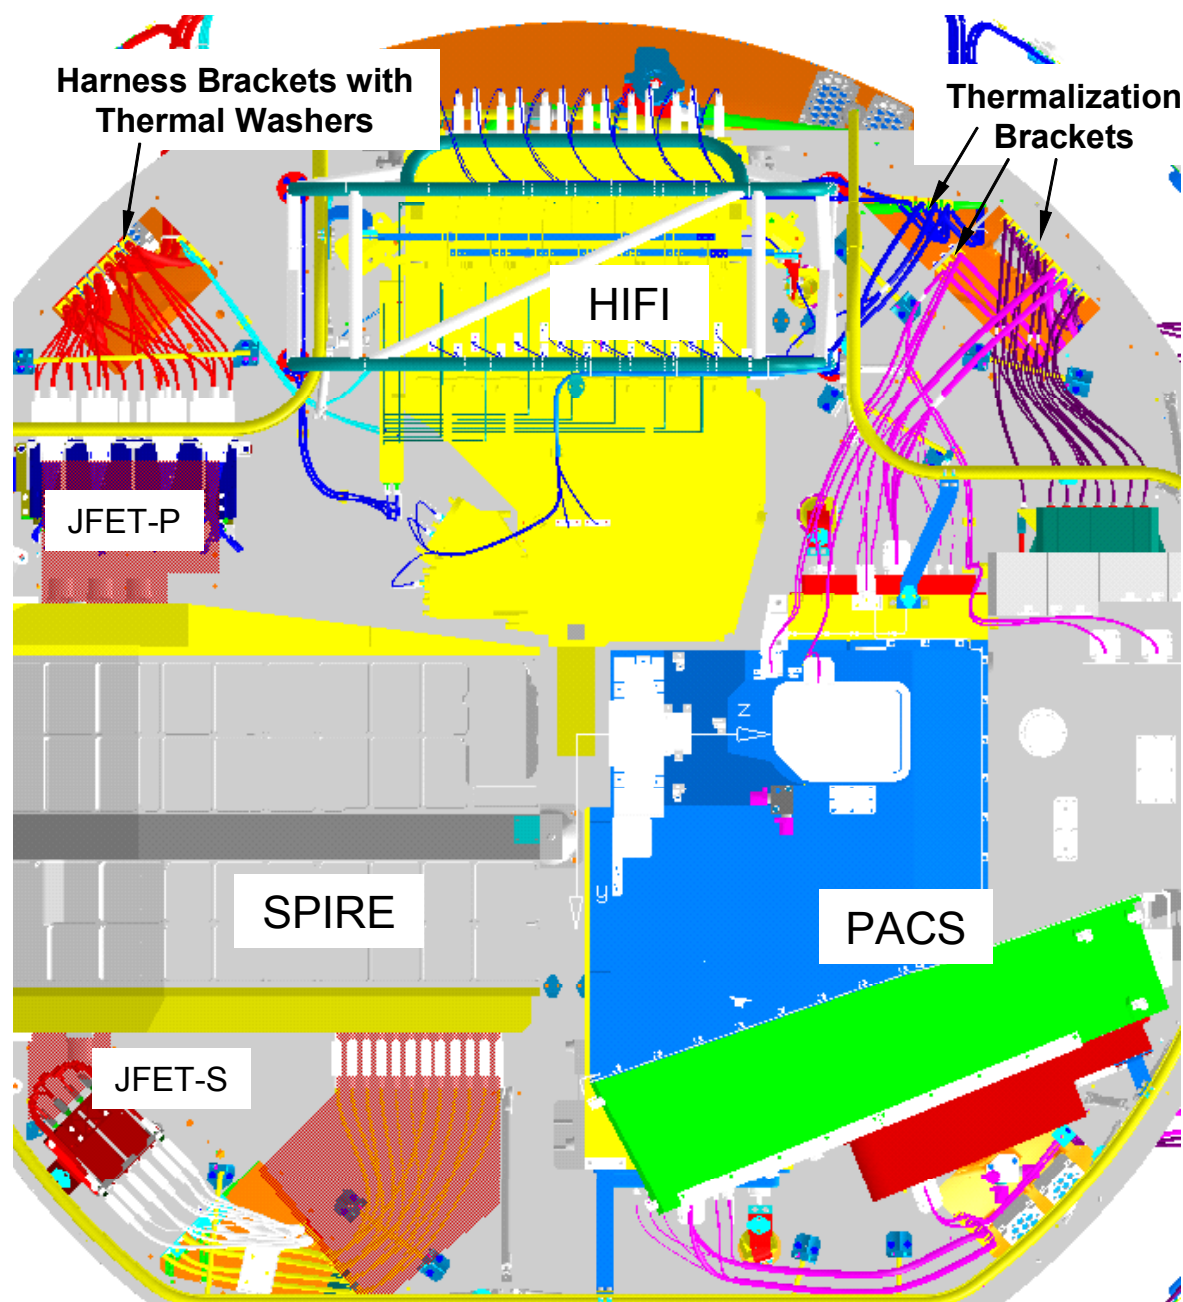 Harness Brackets with
Thermal Washers
Thermalization
Brackets
HIFI
JFET-P
z
y
SPIRE
PACS
JFET-S